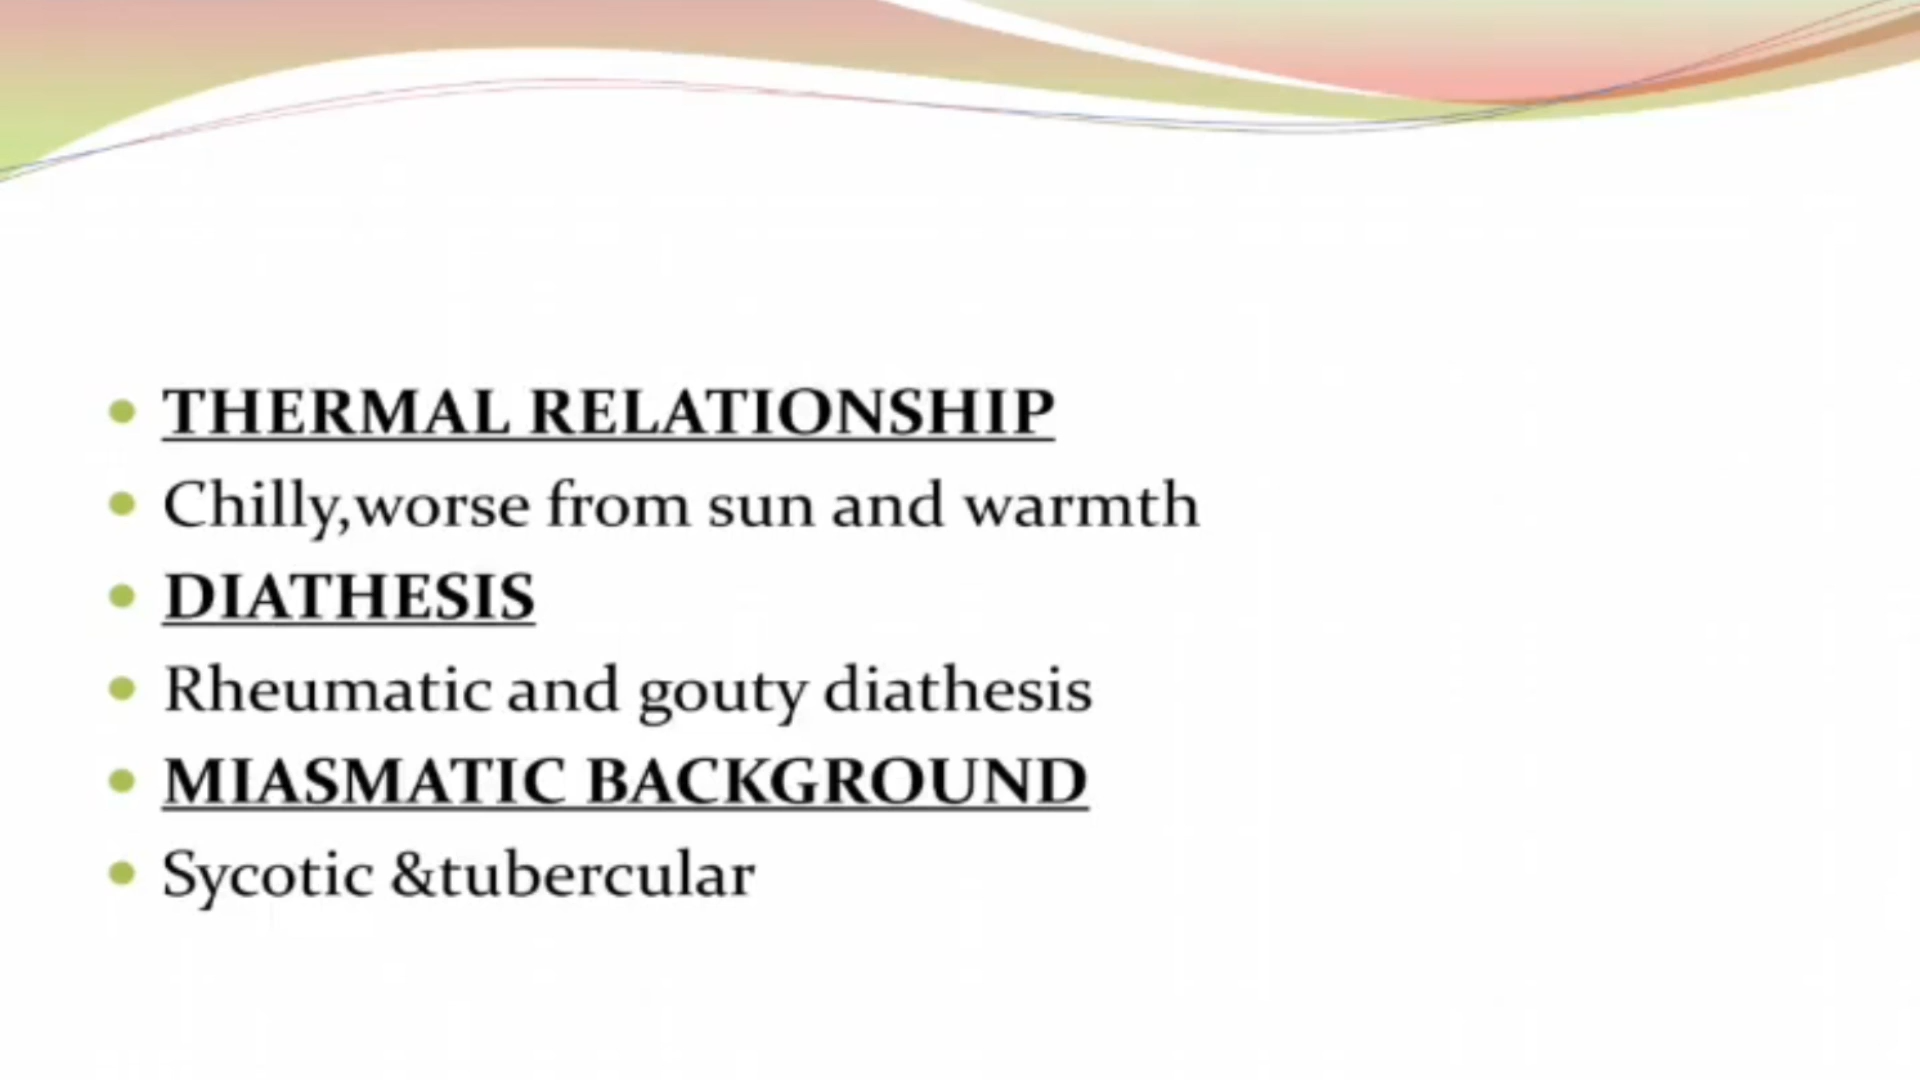 THERMAL RELATIONSHIP
Chilly,worse from sun and warmth
DIATHESIS
Rheumatic and gouty diathesis
MIASMATIC BACKGROUND
Sycotic &tubercular